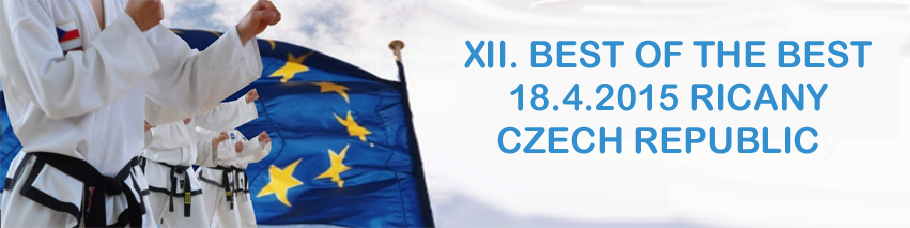 XII. BEST OF THE BEST
18.4.2015 RICANY
CZECH REPUBLIC